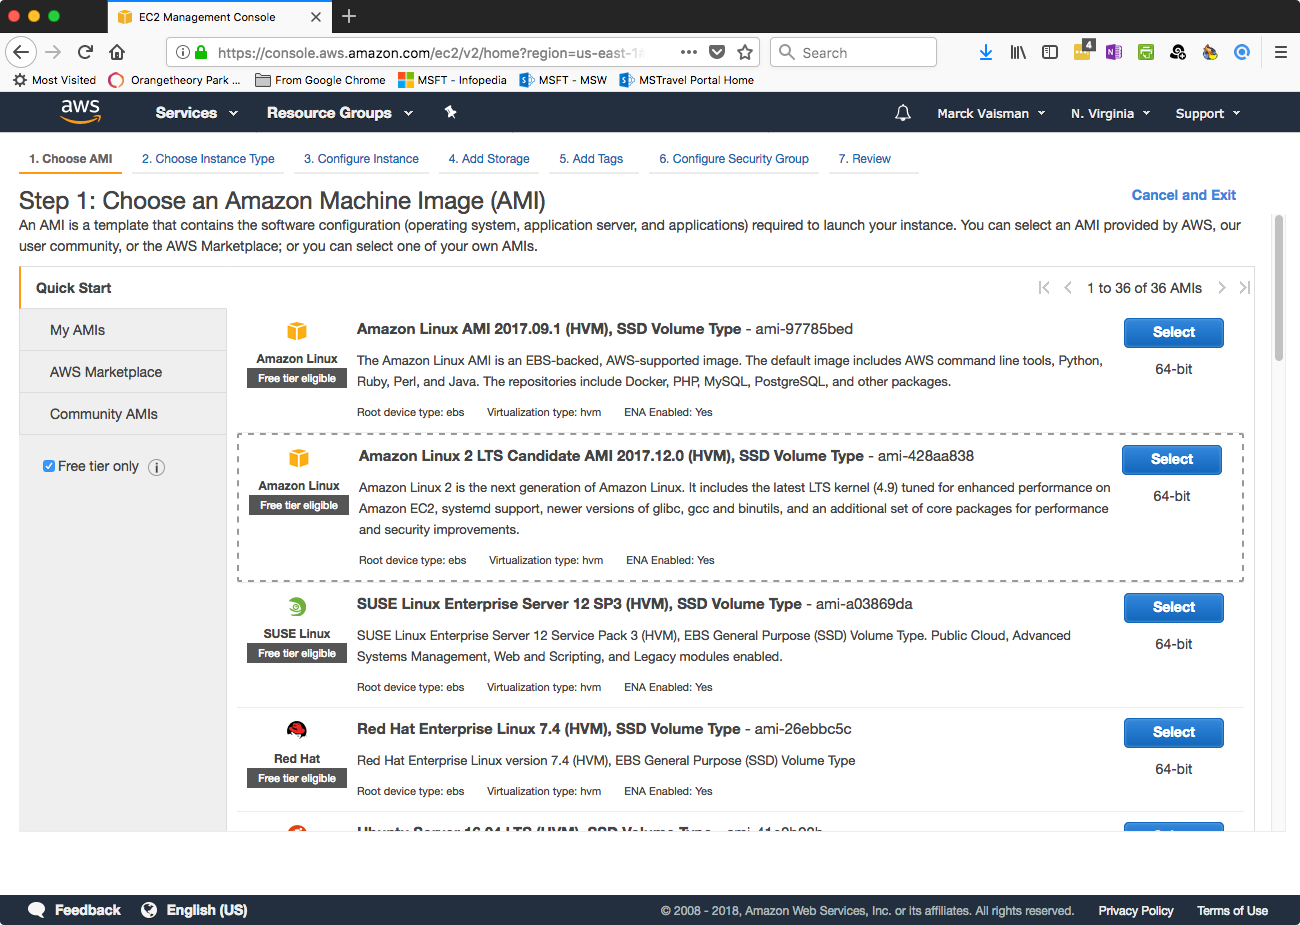 EC2 Management Console
https://console.aws.amazon.com/ec2/v2/home?region=us-east-1
Search
4
Most Visited
Orangetheory Park ...
From Google Chrome
MSFT - Infopedia
MSFT - MSW
MSTravel Portal Home
aws
Services
Resource Groups
Marck Vaisman
N. Virginia
Support
1. Choose AMI
2. Choose Instance Type
3. Configure Instance
4. Add Storage
5. Add Tags
6. Configure Security Group
7. Review
Step 1: Choose an Amazon Machine Image (AMI)
Cancel and Exit
An AMI is a template that contains the software configuration (operating system, application server, and applications) required to launch your instance. You can select an AMI provided by AWS, our
user community, or the AWS Marketplace; or you can select one of your own AMIs.
Quick Start
1 to 36 of 36 AMIs
My AMIs
AWS Marketplace
Community AMIs
Free tier only
Amazon Linux
Free tier eligible
Amazon Linux AMI 2017.09.1 (HVM), SSD Volume Type - ami-97785bed
The Amazon Linux AMI is an EBS-backed, AWS-supported image. The default image includes AWS command line tools, Python,
Ruby, Perl, and Java. The repositories include Docker, PHP, MySQL, PostgreSQL, and other packages.
Root device type: ebs Virtualization type: hvm ENA Enabled: Yes
Select
64-bit
Amazon Linux
Free tier eligible
Amazon Linux 2 LTS Candidate AMI 2017.12.0 (HVM), SSD Volume Type - ami-428aa838
Amazon Linux 2 is the next generation of Amazon Linux. It includes the latest LTS kernel (4.9) tuned for enhanced performance on
Amazon EC2, systemd support, newer versions of glibc, gcc and binutils, and an additional set of core packages for performance
and security improvements.
Root device type: ebs Virtualization type: hvm ENA Enabled: Yes
Select
64-bit
SUSE Linux
Free tier eligible
SUSE Linux Enterprise Server 12 SP3 (HVM), SSD Volume Type - ami-a03869da
SUSE Linux Enterprise Server 12 Service Pack 3 (HVM), EBS General Purpose (SSD) Volume Type. Public Cloud, Advanced
Systems Management, Web and Scripting, and Legacy modules enabled.
Root device type: ebs Virtualization type: hvm ENA Enabled: Yes
Select
64-bit
Red Hat
Free tier eligible
Red Hat Enterprise Linux 7.4 (HVM), SSD Volume Type - ami-26ebbc5c
Red Hat Enterprise Linux version 7.4 (HVM), EBS General Purpose (SSD) Volume Type
Root device type: ebs Virtualization type: hvm ENA Enabled: Yes
Select
64-bit
Ubuntu Server 16.04 LTS (HVM), SSD Volume Type
Feedback
English (US)
© 2008 - 2018, Amazon Web Services, Inc. or its affiliates. All rights reserved.
Privacy Policy
Terms of Use